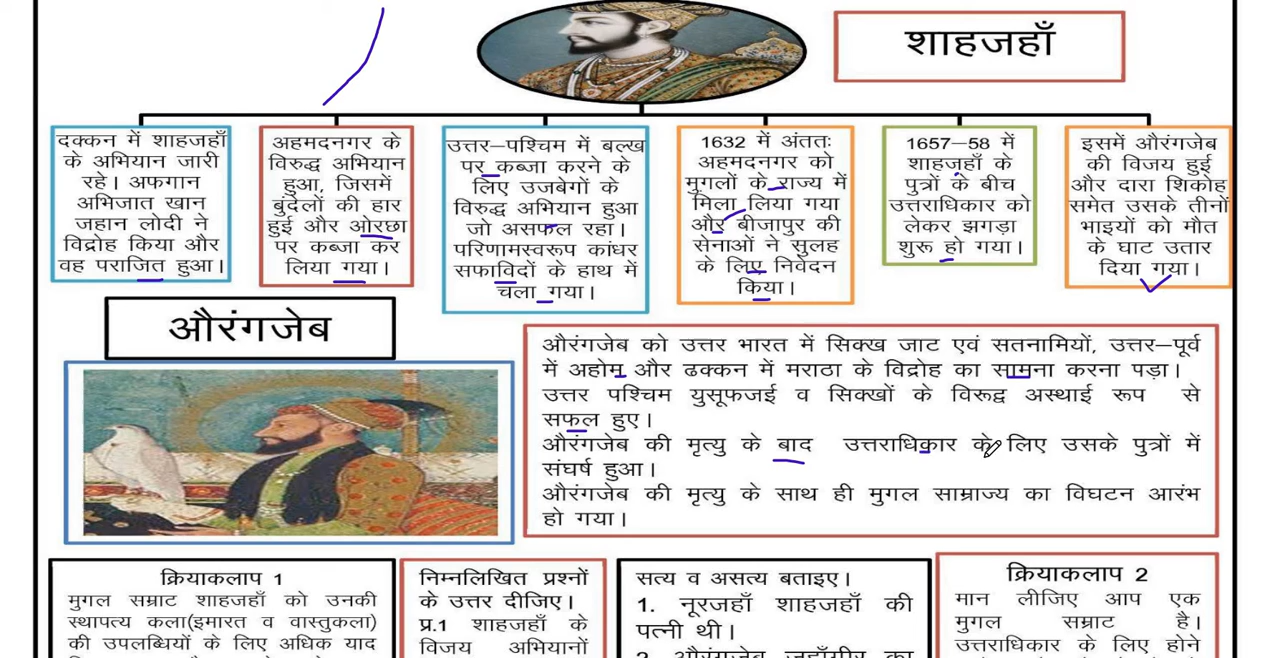 शाहजहाँ
दक्कन में शाहजहाँ
के अभियान जारी
रहे। अफगान
अभिजात खान
जहान लोदी ने
विद्रोह किया और
वह पराजित हुआ।
अहमदनगर के
विरुद्ध अभियान
हुआ, जिसमें
बुंदेलों की हार
हुई और ओरछा
पर कब्जा कर
लिया गया।
उत्तर–पश्चिम में बल्ख
पर कब्जा करने के
लिए उजबेगों के
विरुद्ध अभियान हुआ
जो असफल रहा।
परिणामस्वरूप कांधर
सफाविदों के हाथ में
चला गया।
1632 में अंततः
अहमदनगर को
मुगलों के राज्य में
मिला लिया गया
और बीजापुर की
सेनाओं ने सुलह
के लिए निवेदन
किया।
1657–58 में
शाहजहाँ के
पुत्रों के बीच
उत्तराधिकार को
लेकर झगड़ा
शुरू हो गया।
इसमें औरंगजेब
की विजय हुई
और दारा शिकोह
समेत उसके तीनों
भाइयों को मौत
के घाट उतार
दिया गया।
औरंगजेब
औरंगजेब को उत्तर भारत में सिक्ख जाट एवं सतनामियों, उत्तर–पूर्व
में अहोम और ढक्कन में मराठा के विद्रोह का सामना करना पड़ा।
उत्तर पश्चिम युसूफजई व सिक्खों के विरूद्व अस्थाई रूप से
सफल हुए।
औरंगजेब की मृत्यु के बाद उत्तराधिकार के लिए उसके पुत्रों में
संघर्ष हुआ।
औरंगजेब की मृत्यु के साथ ही मुगल साम्राज्य का विघटन आरंभ
हो गया।
क्रियाकलाप 1
मुगल सम्राट शाहजहाँ को उनकी
स्थापत्य कला(इमारत व वास्तुकला)
की उपलब्धियों के लिए अधिक याद
निम्नलिखित प्रश्नों
के उत्तर दीजिए।
प्र.1 शाहजहाँ के
विजय अभियानों
सत्य व असत्य बताइए।
1. नूरजहाँ शाहजहाँ की
पत्नी थी।
2. औरंगजेब जहाँगीर का
क्रियाकलाप 2
मान लीजिए आप एक
मुगल सम्राट है।
उत्तराधिकार के लिए होने